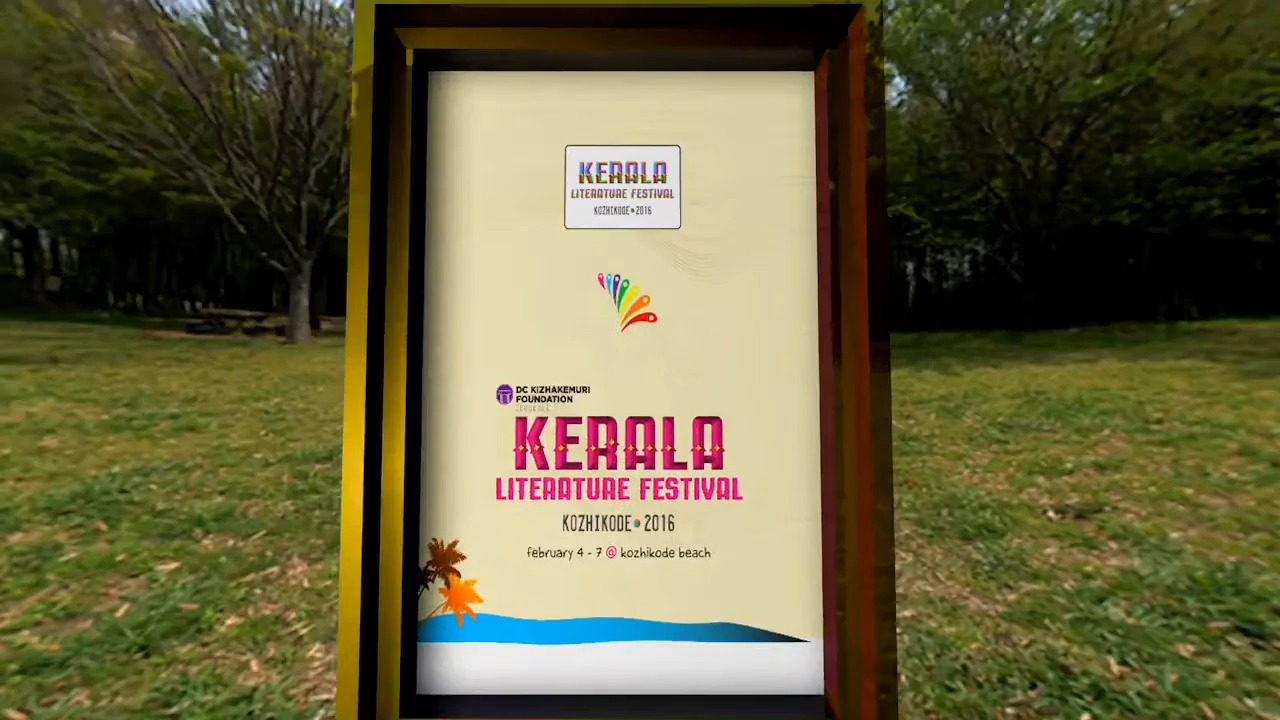 KERALA
LITERATURE FESTIVAL
KOZHIKODE • 2016
DC KIZHAKEMURI
FOUNDATION
KERALA
LITERATURE FESTIVAL
KOZHIKODE • 2016
february 4 - 7 @ kozhikode beach